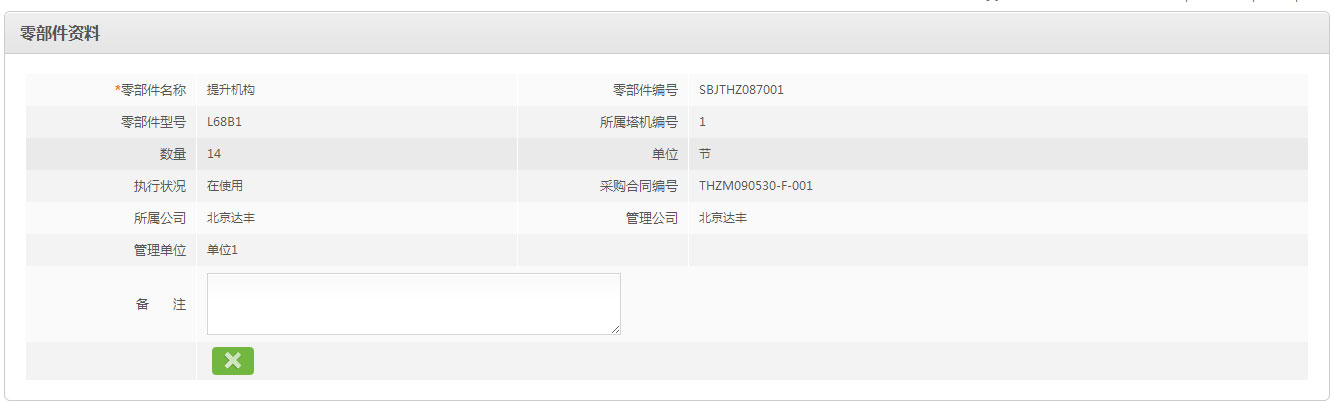 零部件资料
*零部件名称 提升机构 零部件编号 SBJTHZ087001
零部件型号 L68B1 所属塔机编号 1
数量 14 单位 节
执行状况 在使用 采购合同编号 THZM090530-F-001
所属公司 北京达丰 管理公司 北京达丰
管理单位 单位1
备 注